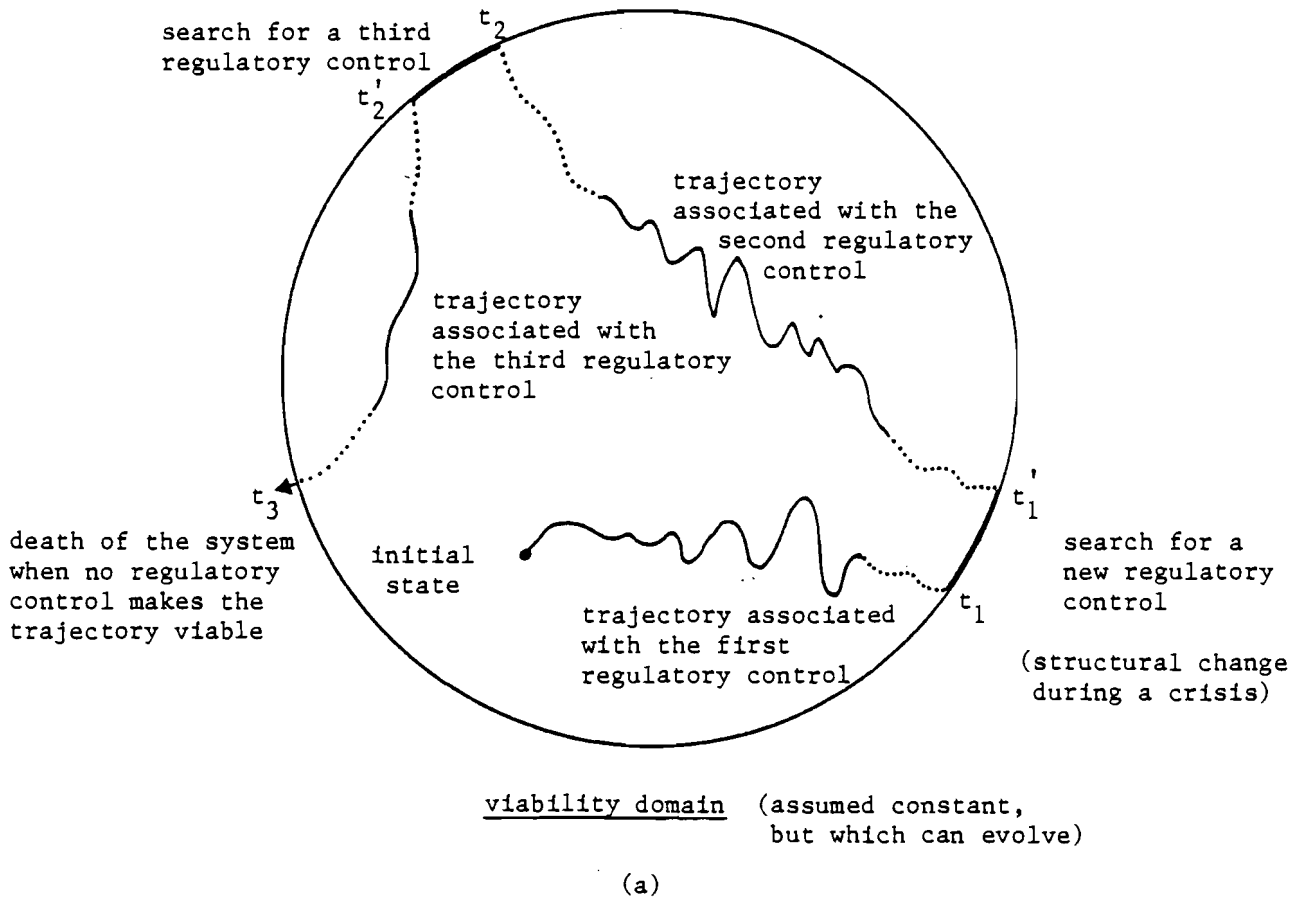 search for a third
regulatory control
t2
t2'
trajectory
associated with the
second regulatory
control
trajectory
associated with
the third regulatory
control
t3
death of the system
when no regulatory
control makes the
trajectory viable
initial
state
t1'
t1
search for a
new regulatory
control
(structural change
during a crisis)
trajectory associated
with the first
regulatory control
viability domain (assumed constant,
but which can evolve)
(a)